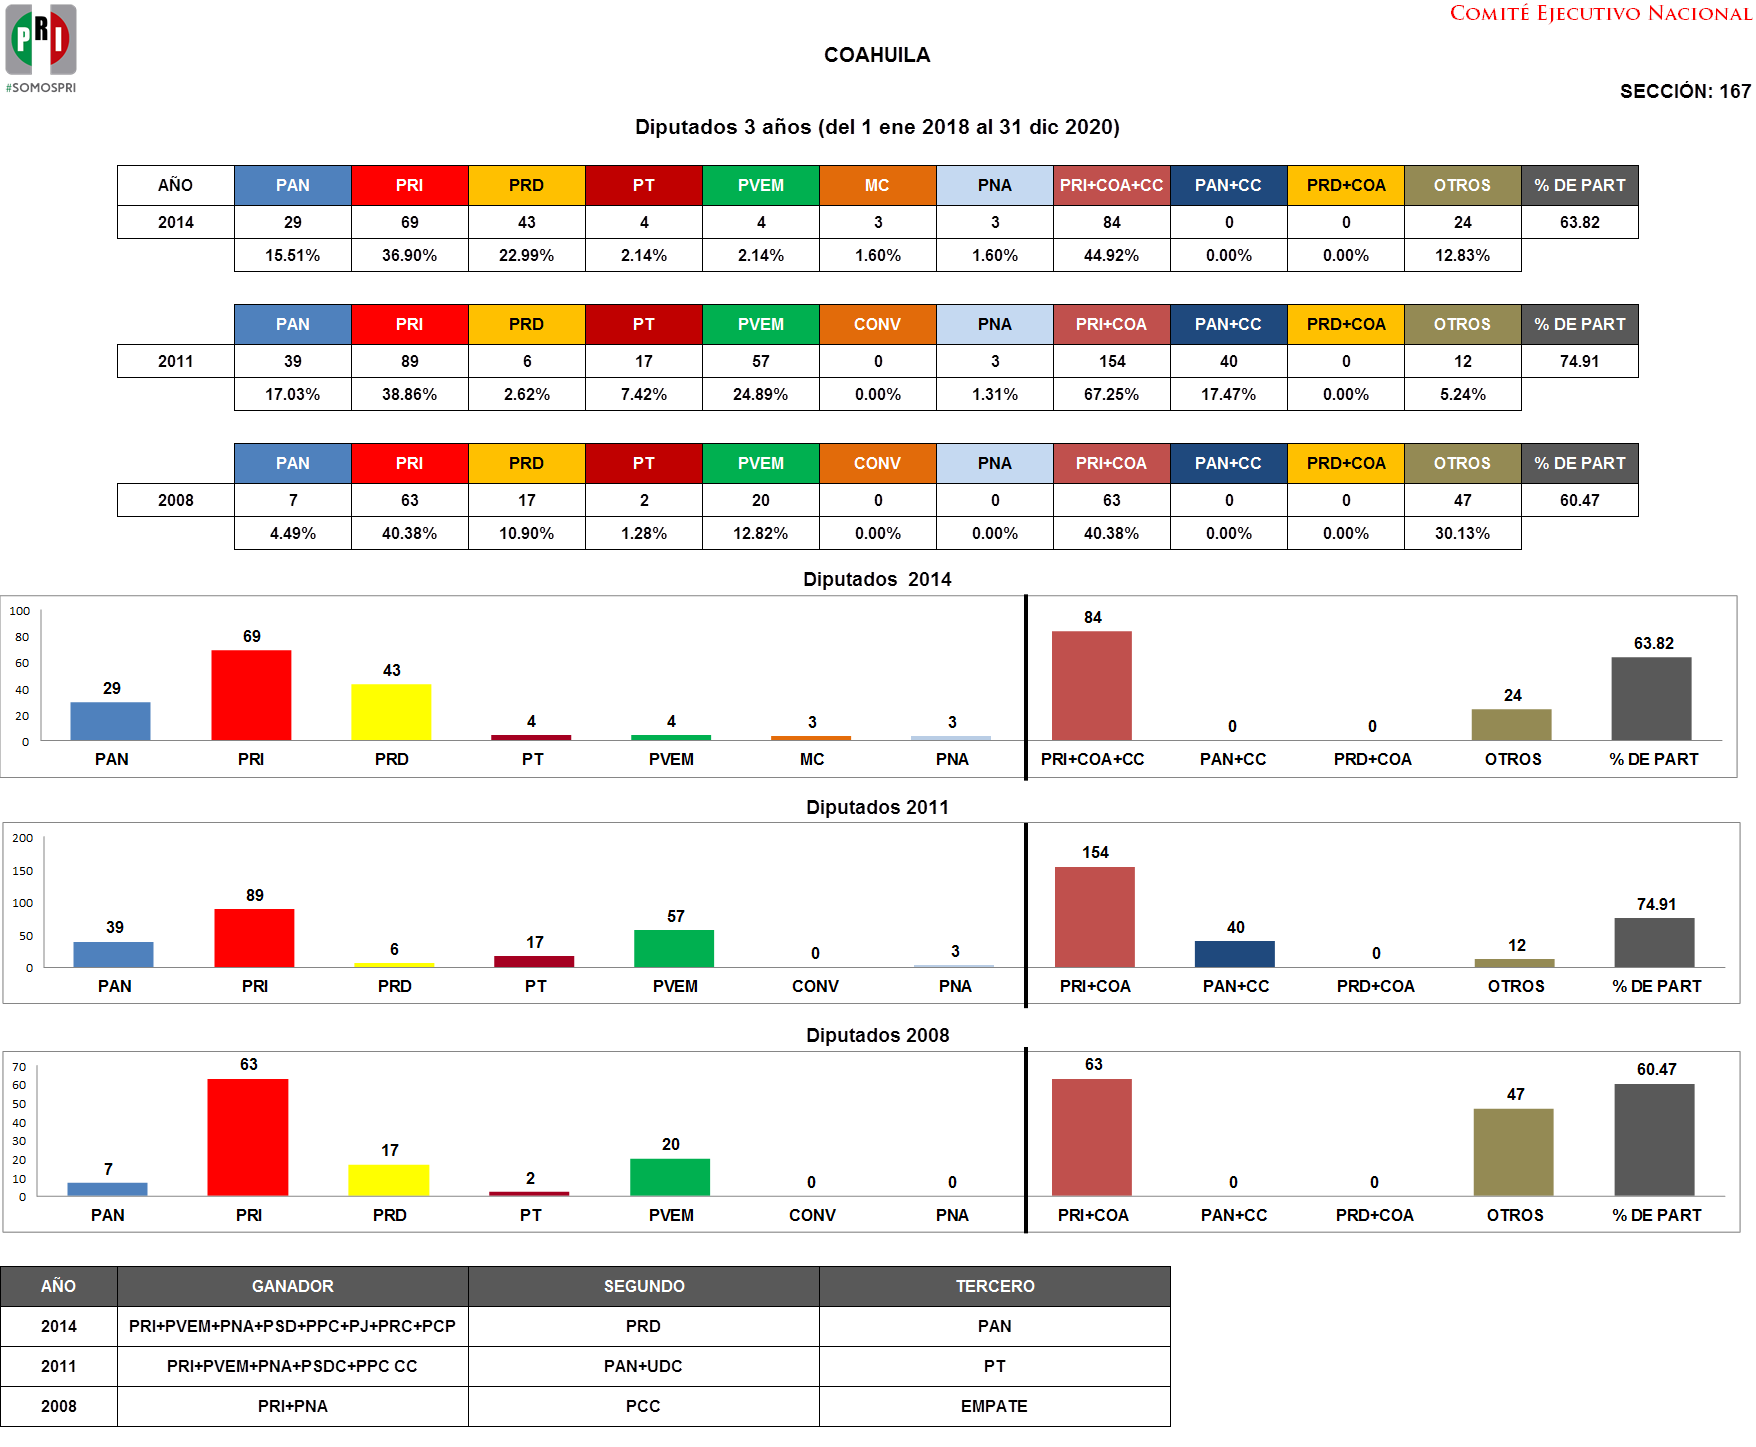 PRI
#SOMOSPRI
COMITÉ EJECUTIVO NACIONAL
COAHUILA
SECCIÓN: 167
Diputados 3 años (del 1 ene 2018 al 31 dic 2020)
AÑO PAN PRI PRD PT PVEM MC PNA PRI+COA+CC PAN+CC PRD+COA OTROS % DE PART
2014 29 69 43 4 4 3 3 84 0 0 24 63.82
15.51% 36.90% 22.99% 2.14% 2.14% 1.60% 1.60% 44.92% 0.00% 0.00% 12.83%
PAN PRI PRD PT PVEM CONV PNA PRI+COA PAN+CC PRD+COA OTROS % DE PART
2011 39 89 6 17 57 0 3 154 40 0 12 74.91
17.03% 38.86% 2.62% 7.42% 24.89% 0.00% 1.31% 67.25% 17.47% 0.00% 5.24%
PAN PRI PRD PT PVEM CONV PNA PRI+COA PAN+CC PRD+COA OTROS % DE PART
2008 7 63 17 2 20 0 0 63 0 0 47 60.47
4.49% 40.38% 10.90% 1.28% 12.82% 0.00% 0.00% 40.38% 0.00% 0.00% 30.13%
Diputados 2014
100
80
60
40
20
0
29 69 43 4 4 3 3 84 0 0 24 63.82
PAN PRI PRD PT PVEM MC PNA PRI+COA+CC PAN+CC PRD+COA OTROS % DE PART
Diputados 2011
200
150
100
50
0
39 89 6 17 57 0 3 154 40 0 12 74.91
PAN PRI PRD PT PVEM CONV PNA PRI+COA PAN+CC PRD+COA OTROS % DE PART
Diputados 2008
70
60
50
40
30
20
10
0
7 63 17 2 20 0 0 63 0 0 47 60.47
PAN PRI PRD PT PVEM CONV PNA PRI+COA PAN+CC PRD+COA OTROS % DE PART
AÑO GANADOR SEGUNDO TERCERO
2014 PRI+PVEM+PNA+PSD+PPC+PJ+PRC+PCP PRD PAN
2011 PRI+PVEM+PNA+PSDC+PPC CC PAN+UDC PT
2008 PRI+PNA PCC EMPATE